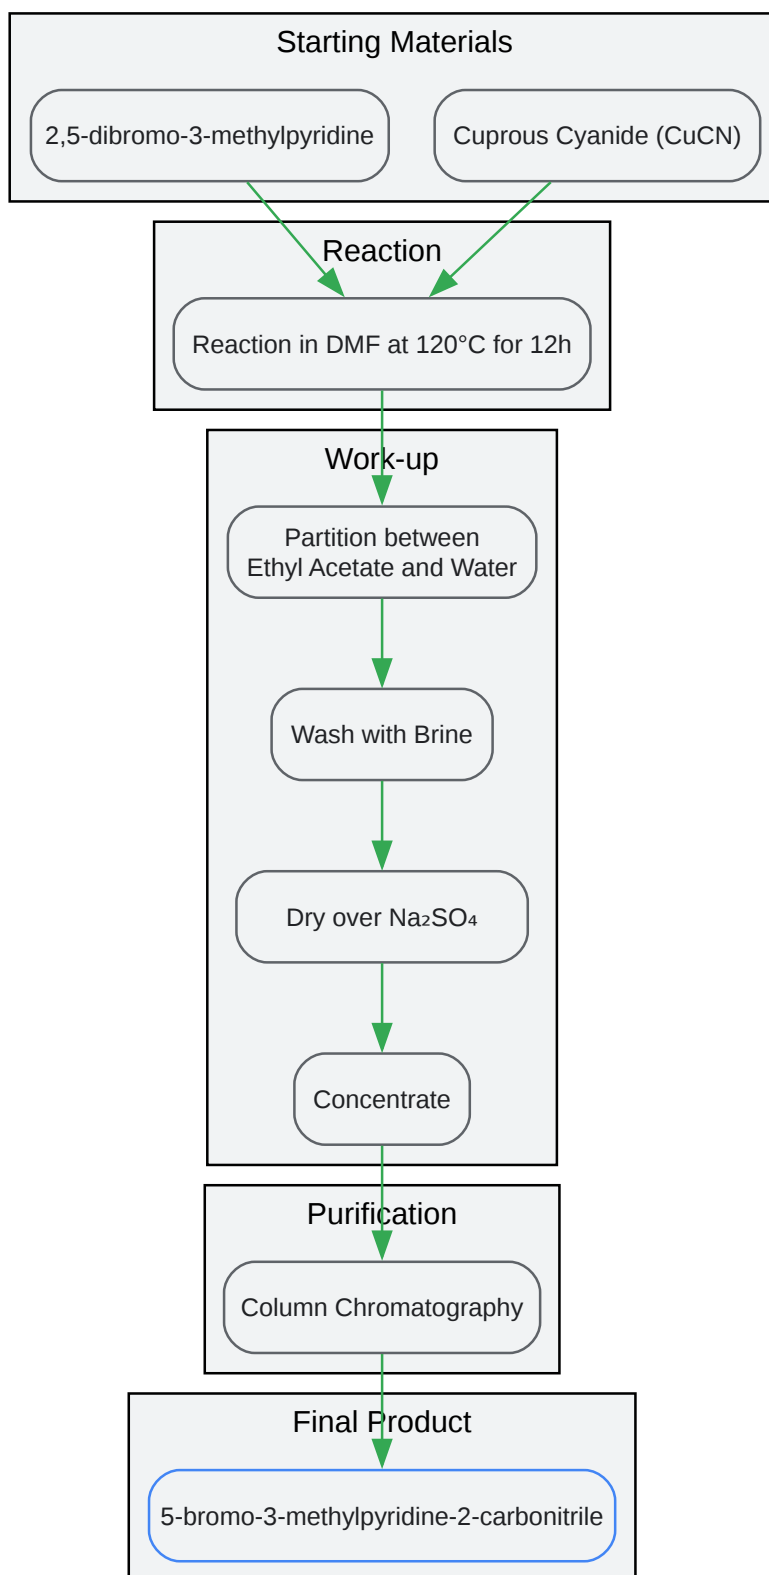 Starting Materials
2,5-dibromo-3-methylpyridine
Cuprous Cyanide (CuCN)
Reaction
Reaction in DMF at 120°C for 12h
Work-up
Partition between
Ethyl Acetate and Water
Wash with Brine
Dry over Na₂SO₄
Concentrate
Purification
Column Chromatography
Final Product
5-bromo-3-methylpyridine-2-carbonitrile